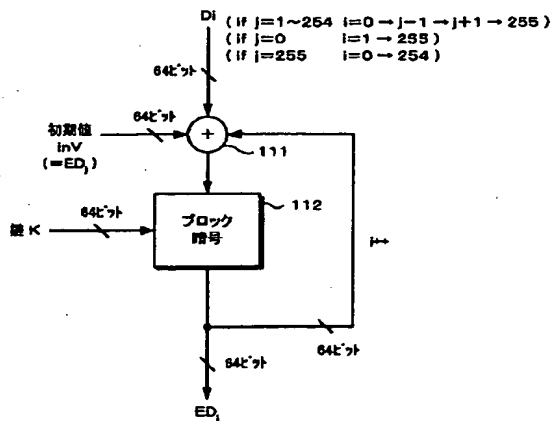 Di
(if j=1~254 i=0→j-1→j+1→255)
(if j=0 i=1→255)
(if j=255 i=0→254)
64ビット
初期値
inV
(=EDj)
64ビット
+
111
鍵 K
64ビット
ブロック
暗号
112
64ビット
64ビット
EDi